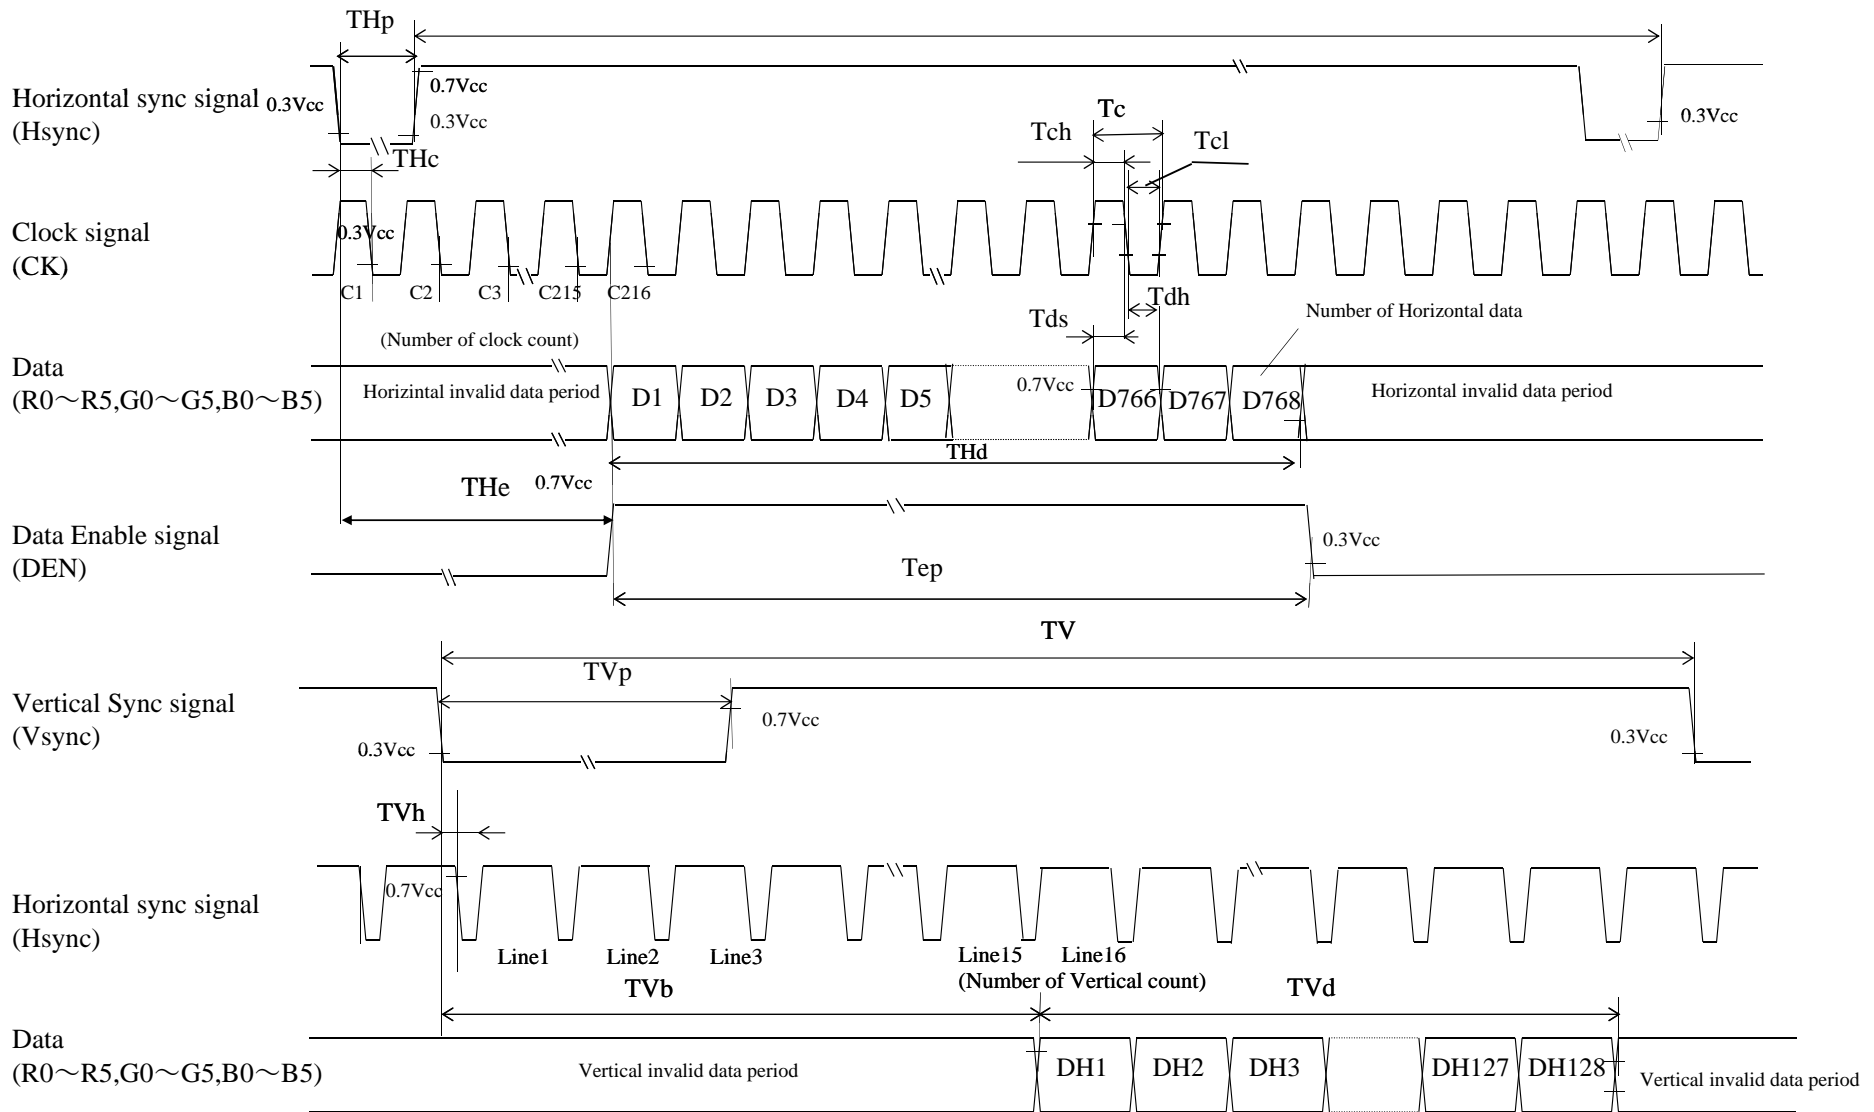 THp
0.7Vcc
Horizontal sync signal 0.3Vcc
(Hsync)
0.3Vcc
0.3Vcc
THc
Tch
Tc
Tcl
Clock signal
(CK)
0.3Vcc
C1
C2
C3
C215
C216
Tdh
Tds
Number of Horizontal data
(Number of clock count)
Data
(R0~R5,G0~G5,B0~B5)
Horizintal invalid data period
D1
D2
D3
D4
D5
0.7Vcc
D766
D767
D768
Horizontal invalid data period
THd
THe
0.7Vcc
Data Enable signal
(DEN)
0.3Vcc
Tep
TV
TVp
Vertical Sync signal
(Vsync)
0.7Vcc
0.3Vcc
0.3Vcc
TVh
0.7Vcc
Horizontal sync signal
(Hsync)
Line1
Line2
Line3
Line15
Line16
(Number of Vertical count)
TVb
TVd
Data
(R0~R5,G0~G5,B0~B5)
Vertical invalid data period
DH1
DH2
DH3
DH127
DH128
Vertical invalid data period